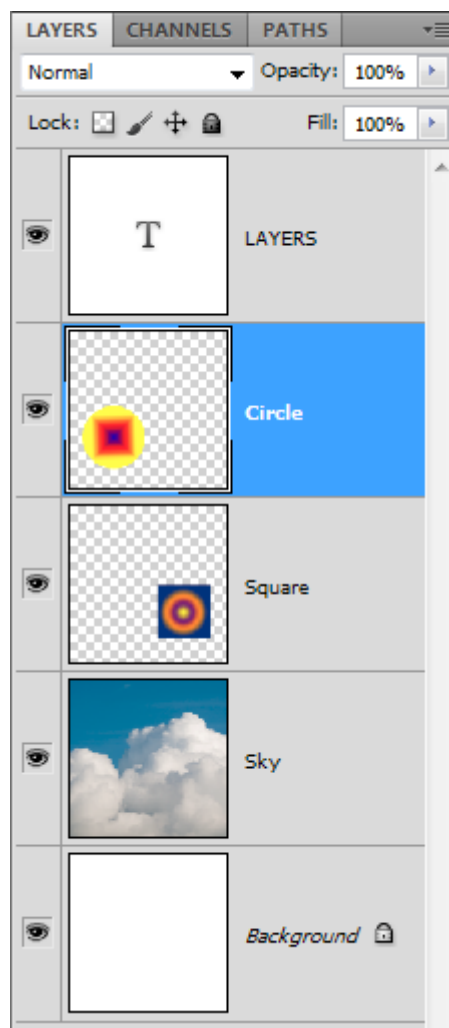 LAYERS CHANNELS PATHS
Normal Opacity: 100%
Lock: Fill: 100%
T LAYERS
Circle
Square
Sky
Background